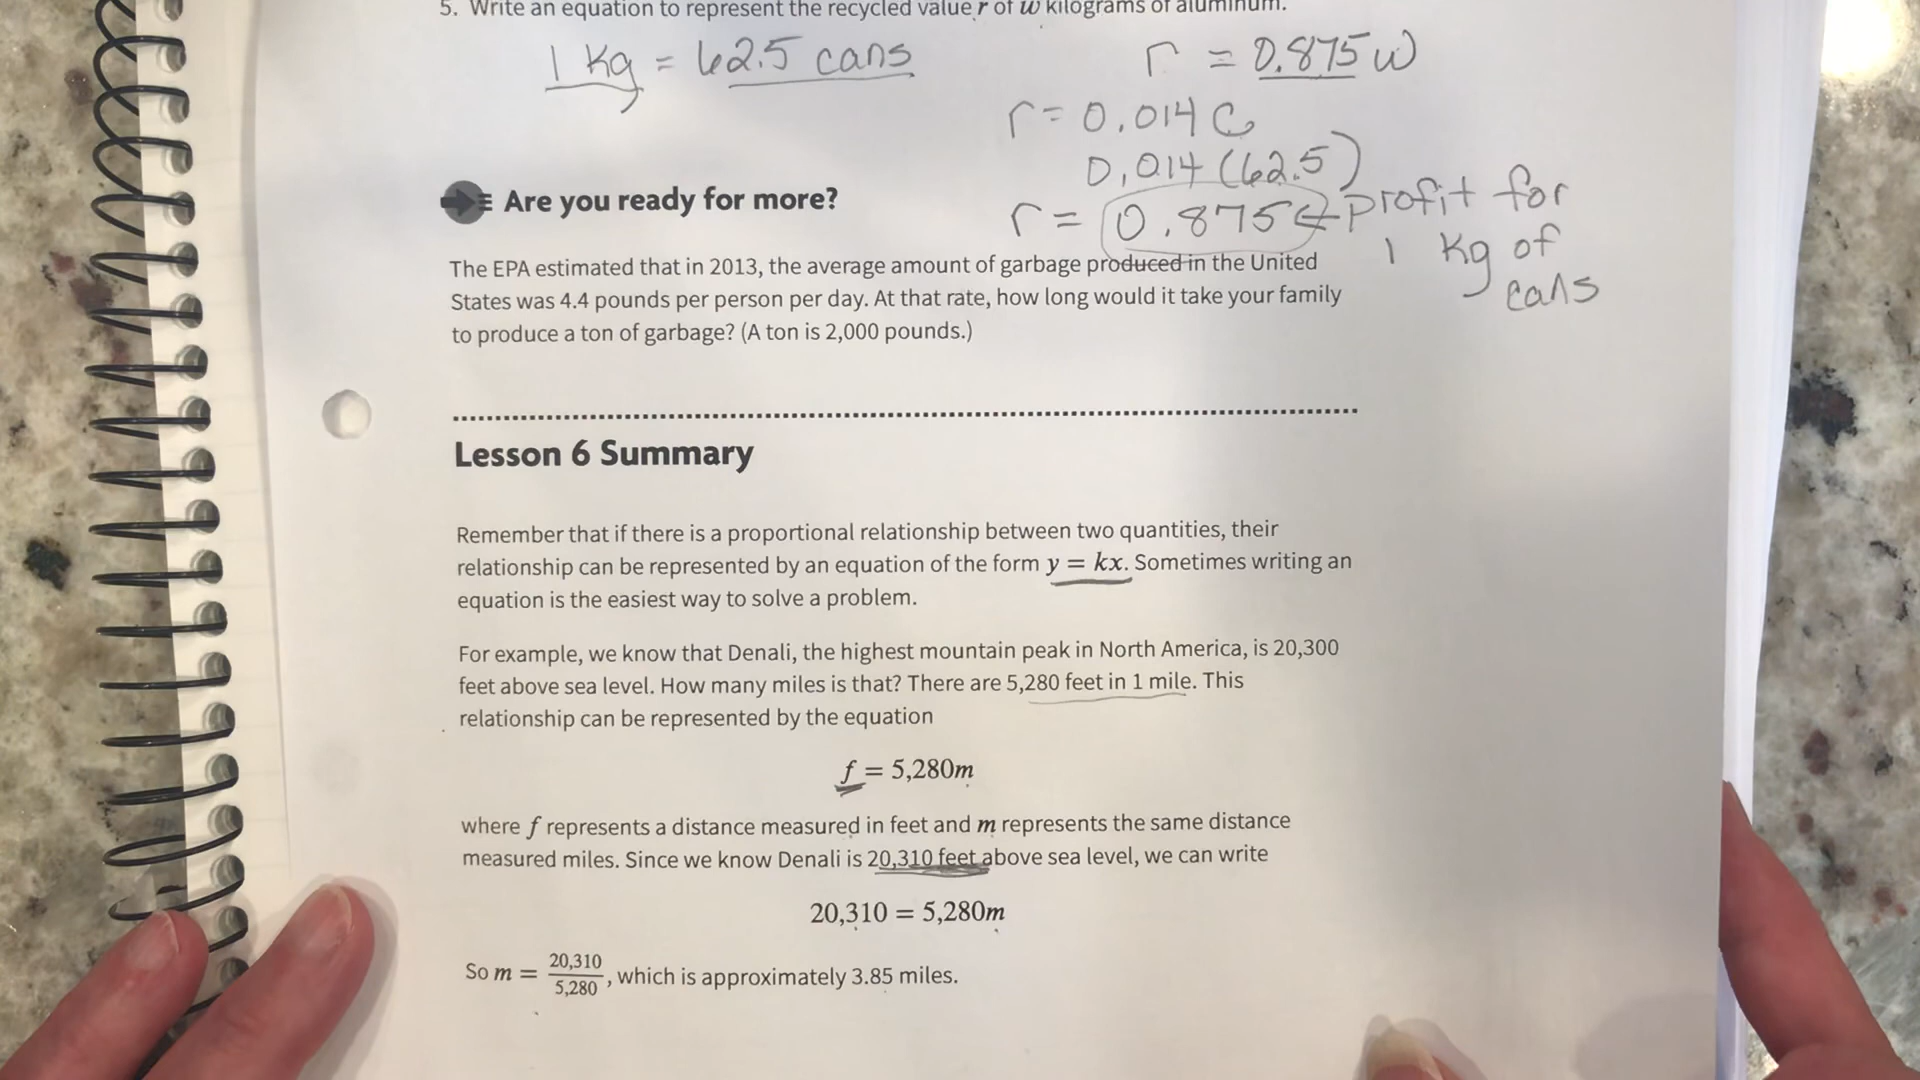 5. Write an equation to represent the recycled value r of w kilograms of aluminum.
1 kg = 62.5 cans
r = 0.875 w
r = 0.014 C
0.014 (62.5)
r = 0.875 ← profit for
1 kg of
cans
Are you ready for more?
The EPA estimated that in 2013, the average amount of garbage produced in the United
States was 4.4 pounds per person per day. At that rate, how long would it take your family
to produce a ton of garbage? (A ton is 2,000 pounds.)
Lesson 6 Summary
Remember that if there is a proportional relationship between two quantities, their
relationship can be represented by an equation of the form y = kx. Sometimes writing an
equation is the easiest way to solve a problem.
For example, we know that Denali, the highest mountain peak in North America, is 20,300
feet above sea level. How many miles is that? There are 5,280 feet in 1 mile. This
relationship can be represented by the equation
f = 5,280m
where f represents a distance measured in feet and m represents the same distance
measured miles. Since we know Denali is 20,310 feet above sea level, we can write
20,310 = 5,280m
So m = 20,310/5,280, which is approximately 3.85 miles.